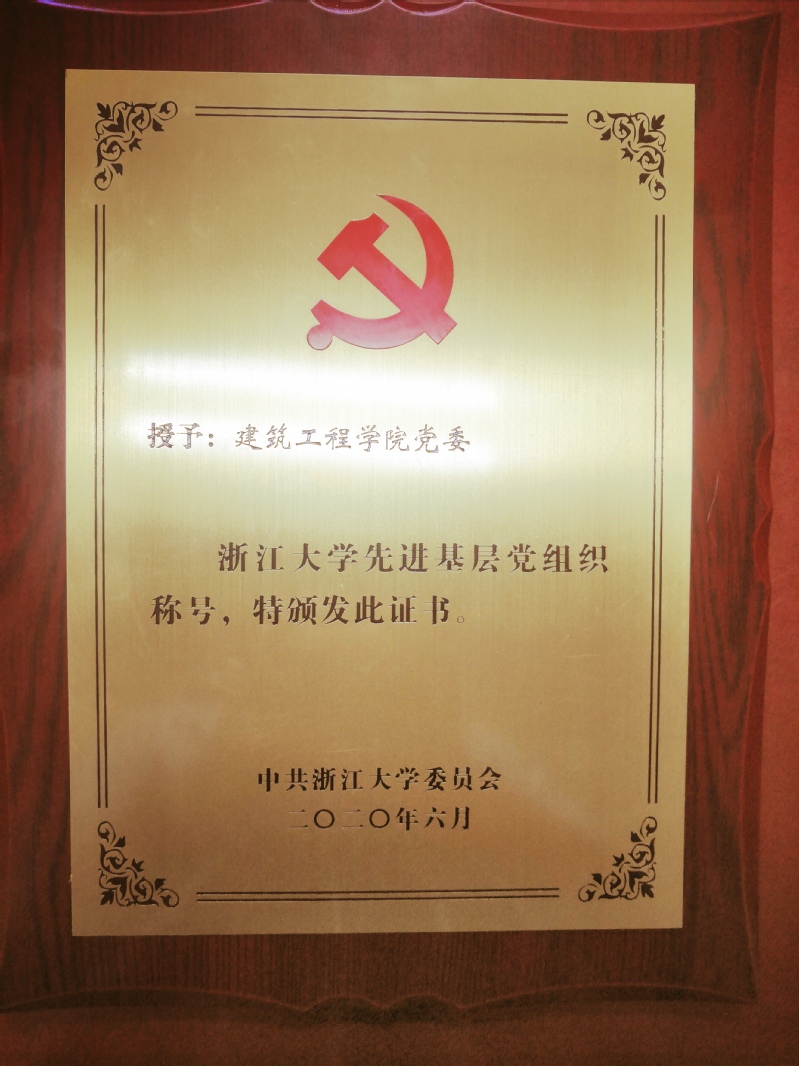 授予：建筑工程学院党委
浙江大学先进基层党组织
称号，特颁发此证书。
中共浙江大学委员会
二〇二〇年六月